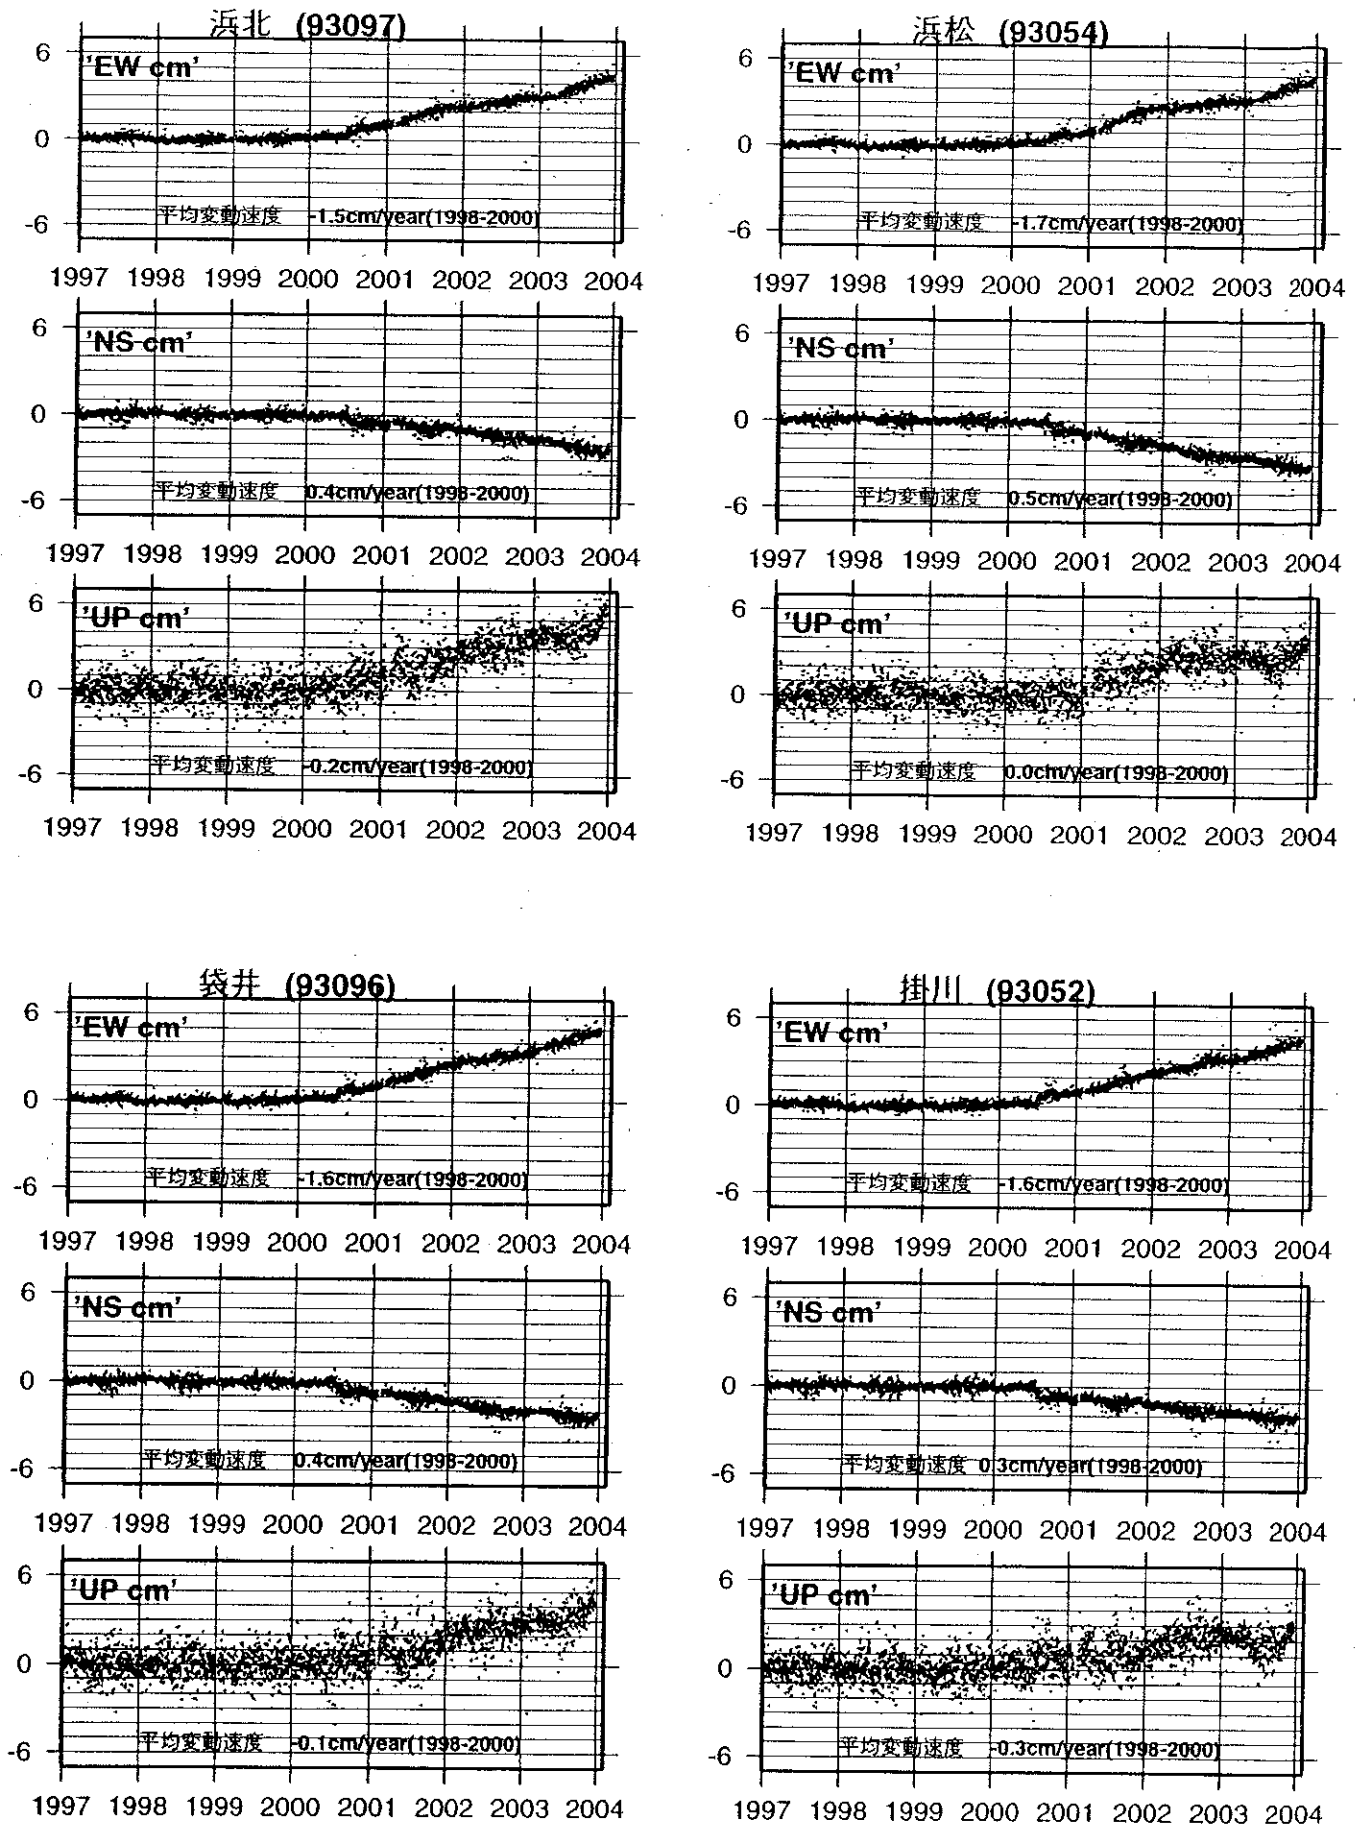 浜北 (93097)
6
'EW cm'
0
平均変動速度 -1.5cm/year(1998-2000)
-6
1997 1998 1999 2000 2001 2002 2003 2004
6
'NS cm'
0
平均変動速度 0.4cm/year(1998-2000)
-6
1997 1998 1999 2000 2001 2002 2003 2004
6
'UP cm'
0
平均変動速度 -0.2cm/year(1998-2000)
-6
1997 1998 1999 2000 2001 2002 2003 2004
浜松 (93054)
6
'EW cm'
0
平均変動速度 -1.7cm/year(1998-2000)
-6
1997 1998 1999 2000 2001 2002 2003 2004
6
'NS cm'
0
平均変動速度 0.5cm/year(1998-2000)
-6
1997 1998 1999 2000 2001 2002 2003 2004
6
'UP cm'
0
平均変動速度 0.0cm/year(1998-2000)
-6
1997 1998 1999 2000 2001 2002 2003 2004
袋井 (93096)
6
'EW cm'
0
平均変動速度 -1.6cm/year(1998-2000)
-6
1997 1998 1999 2000 2001 2002 2003 2004
6
'NS cm'
0
平均変動速度 0.4cm/year(1998-2000)
-6
1997 1998 1999 2000 2001 2002 2003 2004
6
'UP cm'
0
平均変動速度 -0.1cm/year(1998-2000)
-6
1997 1998 1999 2000 2001 2002 2003 2004
掛川 (93052)
6
'EW cm'
0
平均変動速度 -1.6cm/year(1998-2000)
-6
1997 1998 1999 2000 2001 2002 2003 2004
6
'NS cm'
0
平均変動速度 0.3cm/year(1998-2000)
-6
1997 1998 1999 2000 2001 2002 2003 2004
6
'UP cm'
0
平均変動速度 -0.3cm/year(1998-2000)
-6
1997 1998 1999 2000 2001 2002 2003 2004